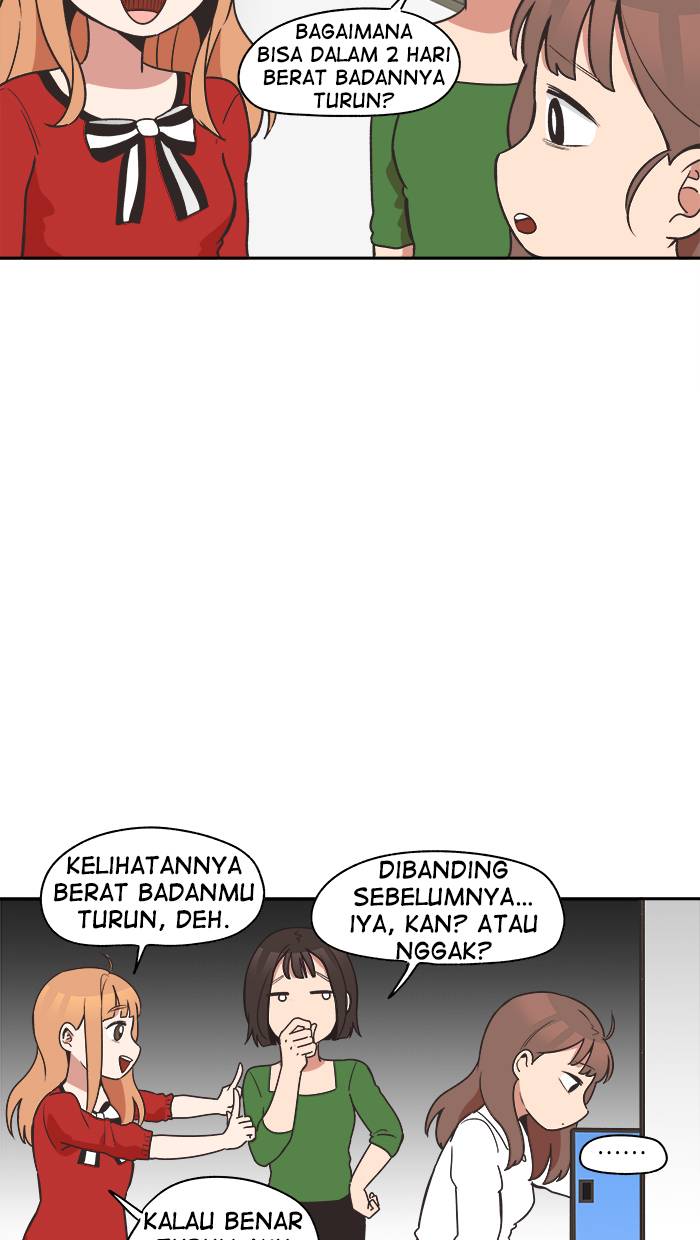 BAGAIMANA
BISA DALAM 2 HARI
BERAT BADANNYA
TURUN?
KELIHATANNYA
BERAT BADANMU
TURUN, DEH.
DIBANDING
SEBELUMNYA...
IYA, KAN? ATAU
NGGAK?
......
KALAU BENAR